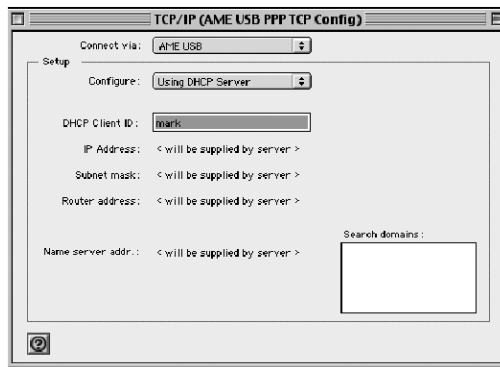 TCP/IP (AME USB PPP TCP Config)
Connect via: AME USB
Setup
Configure: Using DHCP Server
DHCP Client ID: mark
IP Address: < will be supplied by server >
Subnet mask: < will be supplied by server >
Router address: < will be supplied by server >
Search domains:
Name server addr.: < will be supplied by server >
?